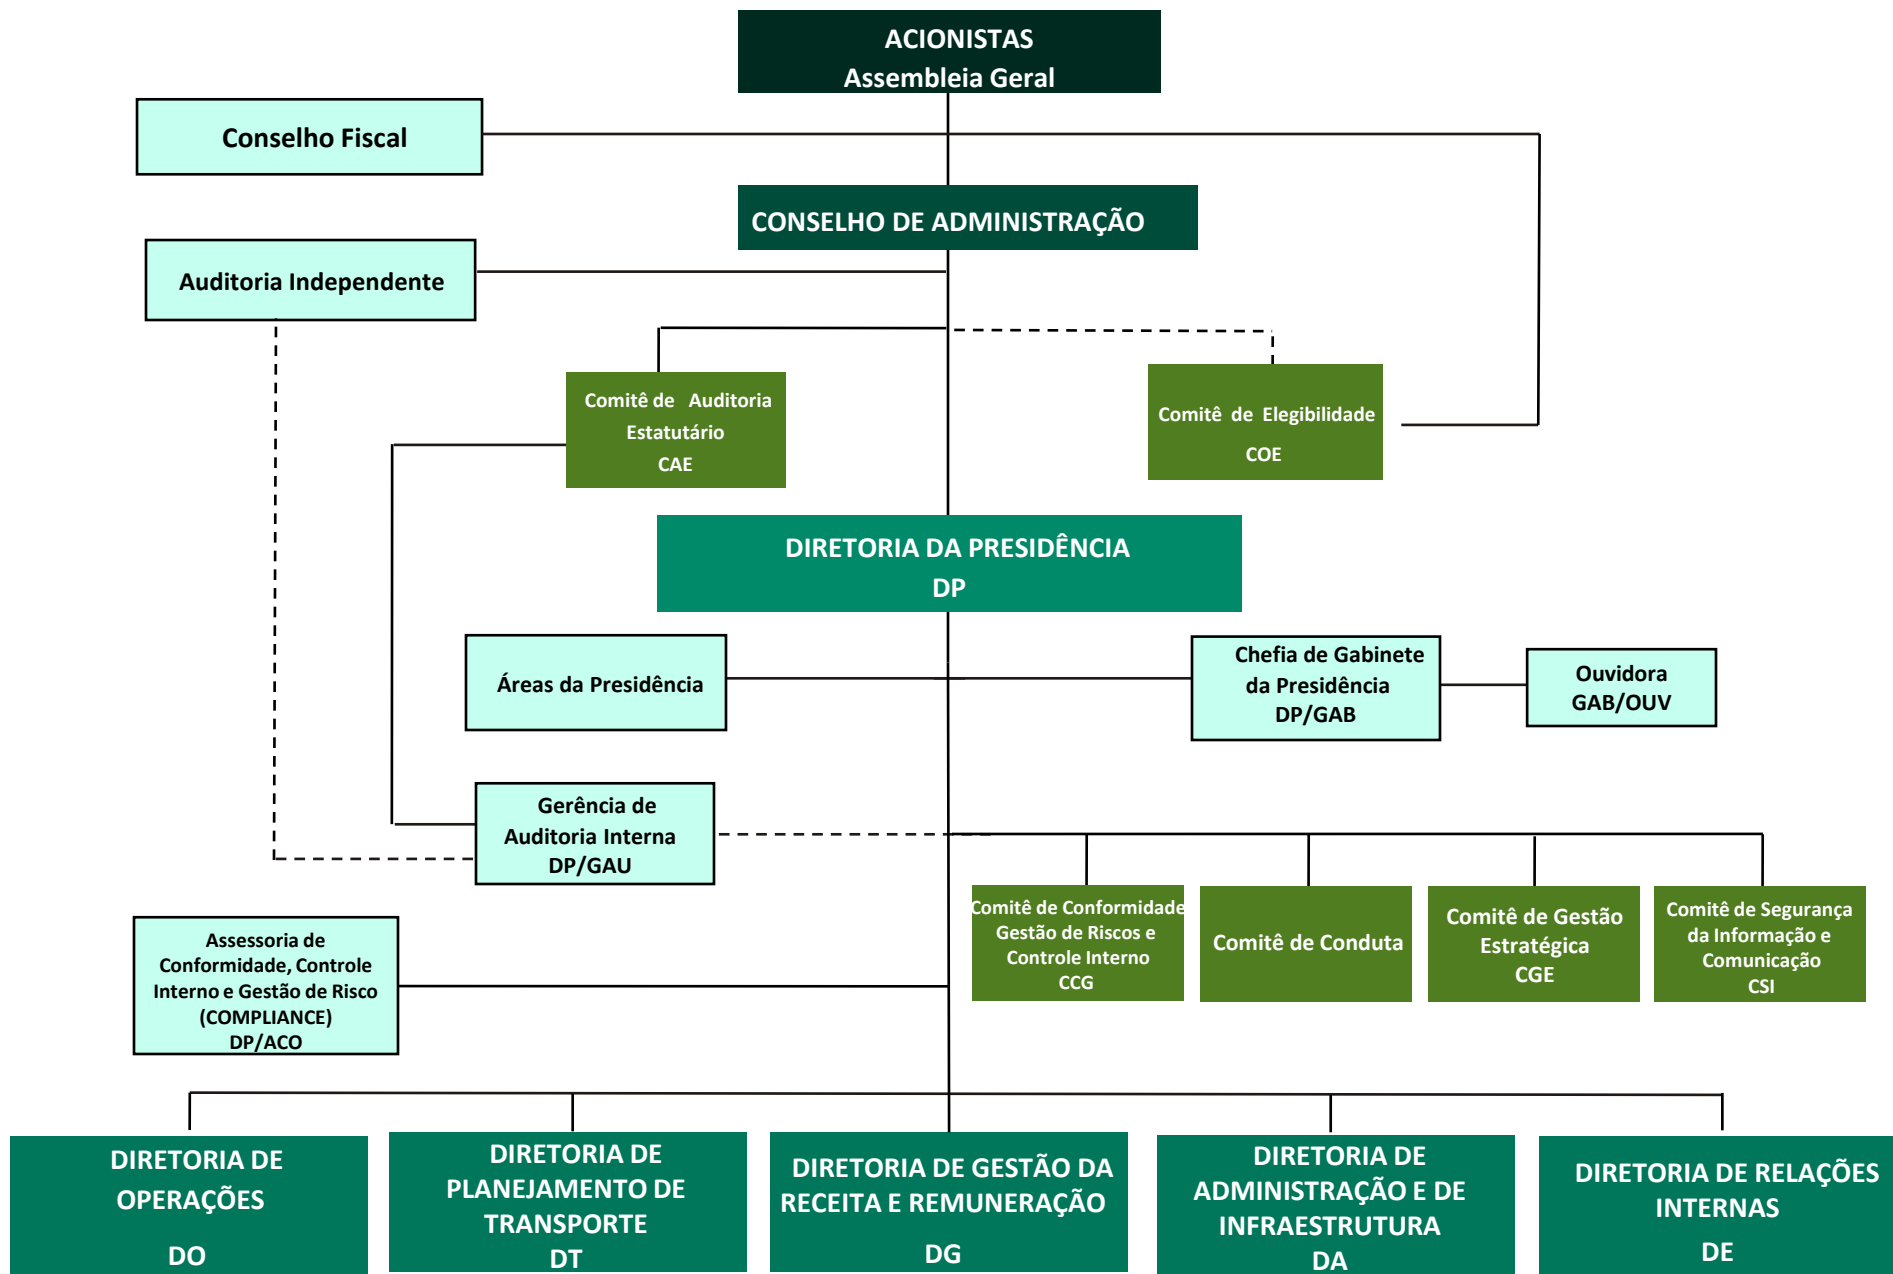 ACIONISTAS
Assembleia Geral
Conselho Fiscal
CONSELHO DE ADMINISTRAÇÃO
Auditoria Independente
Comitê de Auditoria
Estatutário
CAE
Comitê de Elegibilidade
COE
DIRETORIA DA PRESIDÊNCIA
DP
Áreas da Presidência
Chefia de Gabinete
da Presidência
DP/GAB
Ouvidora
GAB/OUV
Gerência de
Auditoria Interna
DP/GAU
Comitê de Conformidade
Gestão de Riscos e
Controle Interno
CCG
Comitê de Conduta
Comitê de Gestão
Estratégica
CGE
Comitê de Segurança
da Informação e
Comunicação
CSI
Assessoria de
Conformidade, Controle
Interno e Gestão de Risco
(COMPLIANCE)
DP/ACO
DIRETORIA DE
OPERAÇÕES
DO
DIRETORIA DE
PLANEJAMENTO DE
TRANSPORTE
DT
DIRETORIA DE GESTÃO DA
RECEITA E REMUNERAÇÃO
DG
DIRETORIA DE
ADMINISTRAÇÃO E DE
INFRAESTRUTURA
DA
DIRETORIA DE RELAÇÕES
INTERNAS
DE